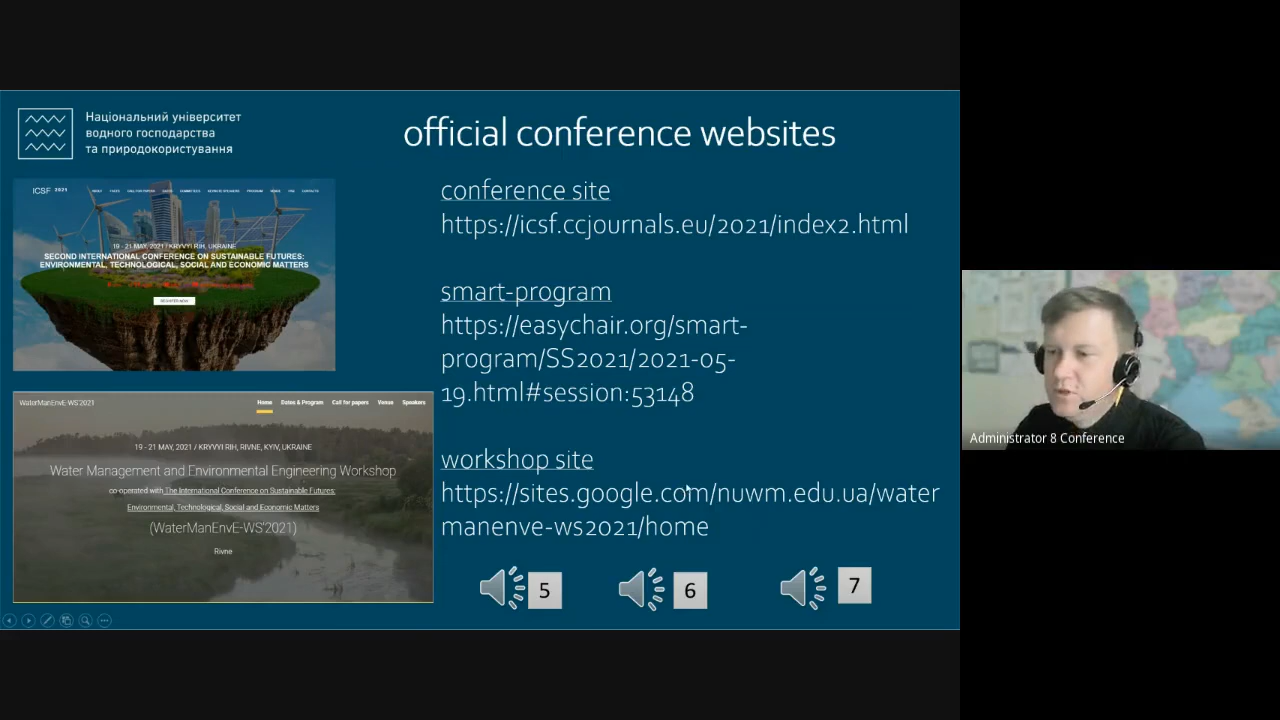 Національний університет
водного господарства
та природокористування
official conference websites
ICSF 2021
19 - 21 MAY, 2021 / KRYVYI RIH, UKRAINE
SECOND INTERNATIONAL CONFERENCE ON SUSTAINABLE FUTURES:
ENVIRONMENTAL, TECHNOLOGICAL, SOCIAL AND ECONOMIC MATTERS
REGISTER NOW
conference site
https://icsf.ccjournals.eu/2021/index2.html
smart-program
https://easychair.org/smart-
program/SS2021/2021-05-
19.html#session:53148
WaterManEnvE-WS'2021
Home Dates & Program Call for papers Venue Speakers
19 - 21 MAY, 2021 / KRYVYI RIH, RIVNE, KYIV, UKRAINE
Water Management and Environmental Engineering Workshop
co-operated with The International Conference on Sustainable Futures:
Environmental, Technological, Social and Economic Matters
(WaterManEnvE-WS'2021)
Rivne
workshop site
https://sites.google.com/nuwm.edu.ua/water
manenve-ws2021/home
5
6
7
Administrator 8 Conference